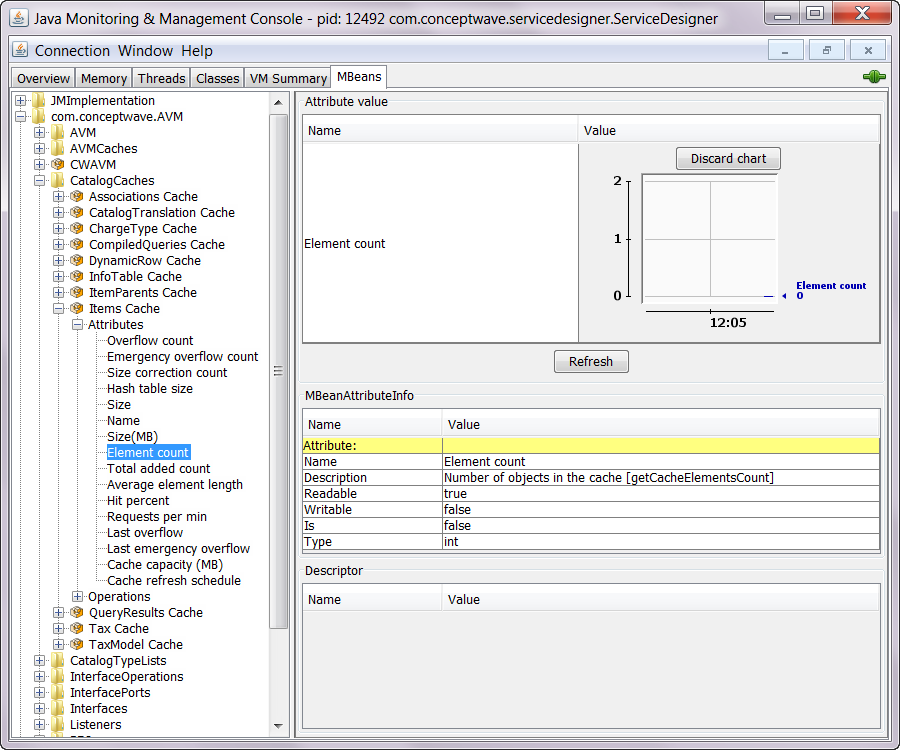 Java Monitoring & Management Console - pid: 12492 com.conceptwave.servicedesigner.ServiceDesigner
Connection Window Help
Overview Memory Threads Classes VM Summary MBeans
JMImplementation
com.conceptwave.AVM
AVM
AVMCaches
CWAVM
CatalogCaches
Associations Cache
CatalogTranslation Cache
ChargeType Cache
CompiledQueries Cache
DynamicRow Cache
InfoTable Cache
ItemParents Cache
Items Cache
Attributes
Overflow count
Emergency overflow count
Size correction count
Hash table size
Size
Name
Size(MB)
Element count
Total added count
Average element length
Hit percent
Requests per min
Last overflow
Last emergency overflow
Cache capacity (MB)
Cache refresh schedule
Operations
QueryResults Cache
Tax Cache
TaxModel Cache
CatalogTypeLists
InterfaceOperations
InterfacePorts
Interfaces
Listeners
Attribute value
Name Value
Discard chart
Element count
2
1
0
Element count
0
12:05
Refresh
MBeanAttributeInfo
Name Value
Attribute:
Name Element count
Description Number of objects in the cache [getCacheElementsCount]
Readable true
Writable false
Is false
Type int
Descriptor
Name Value